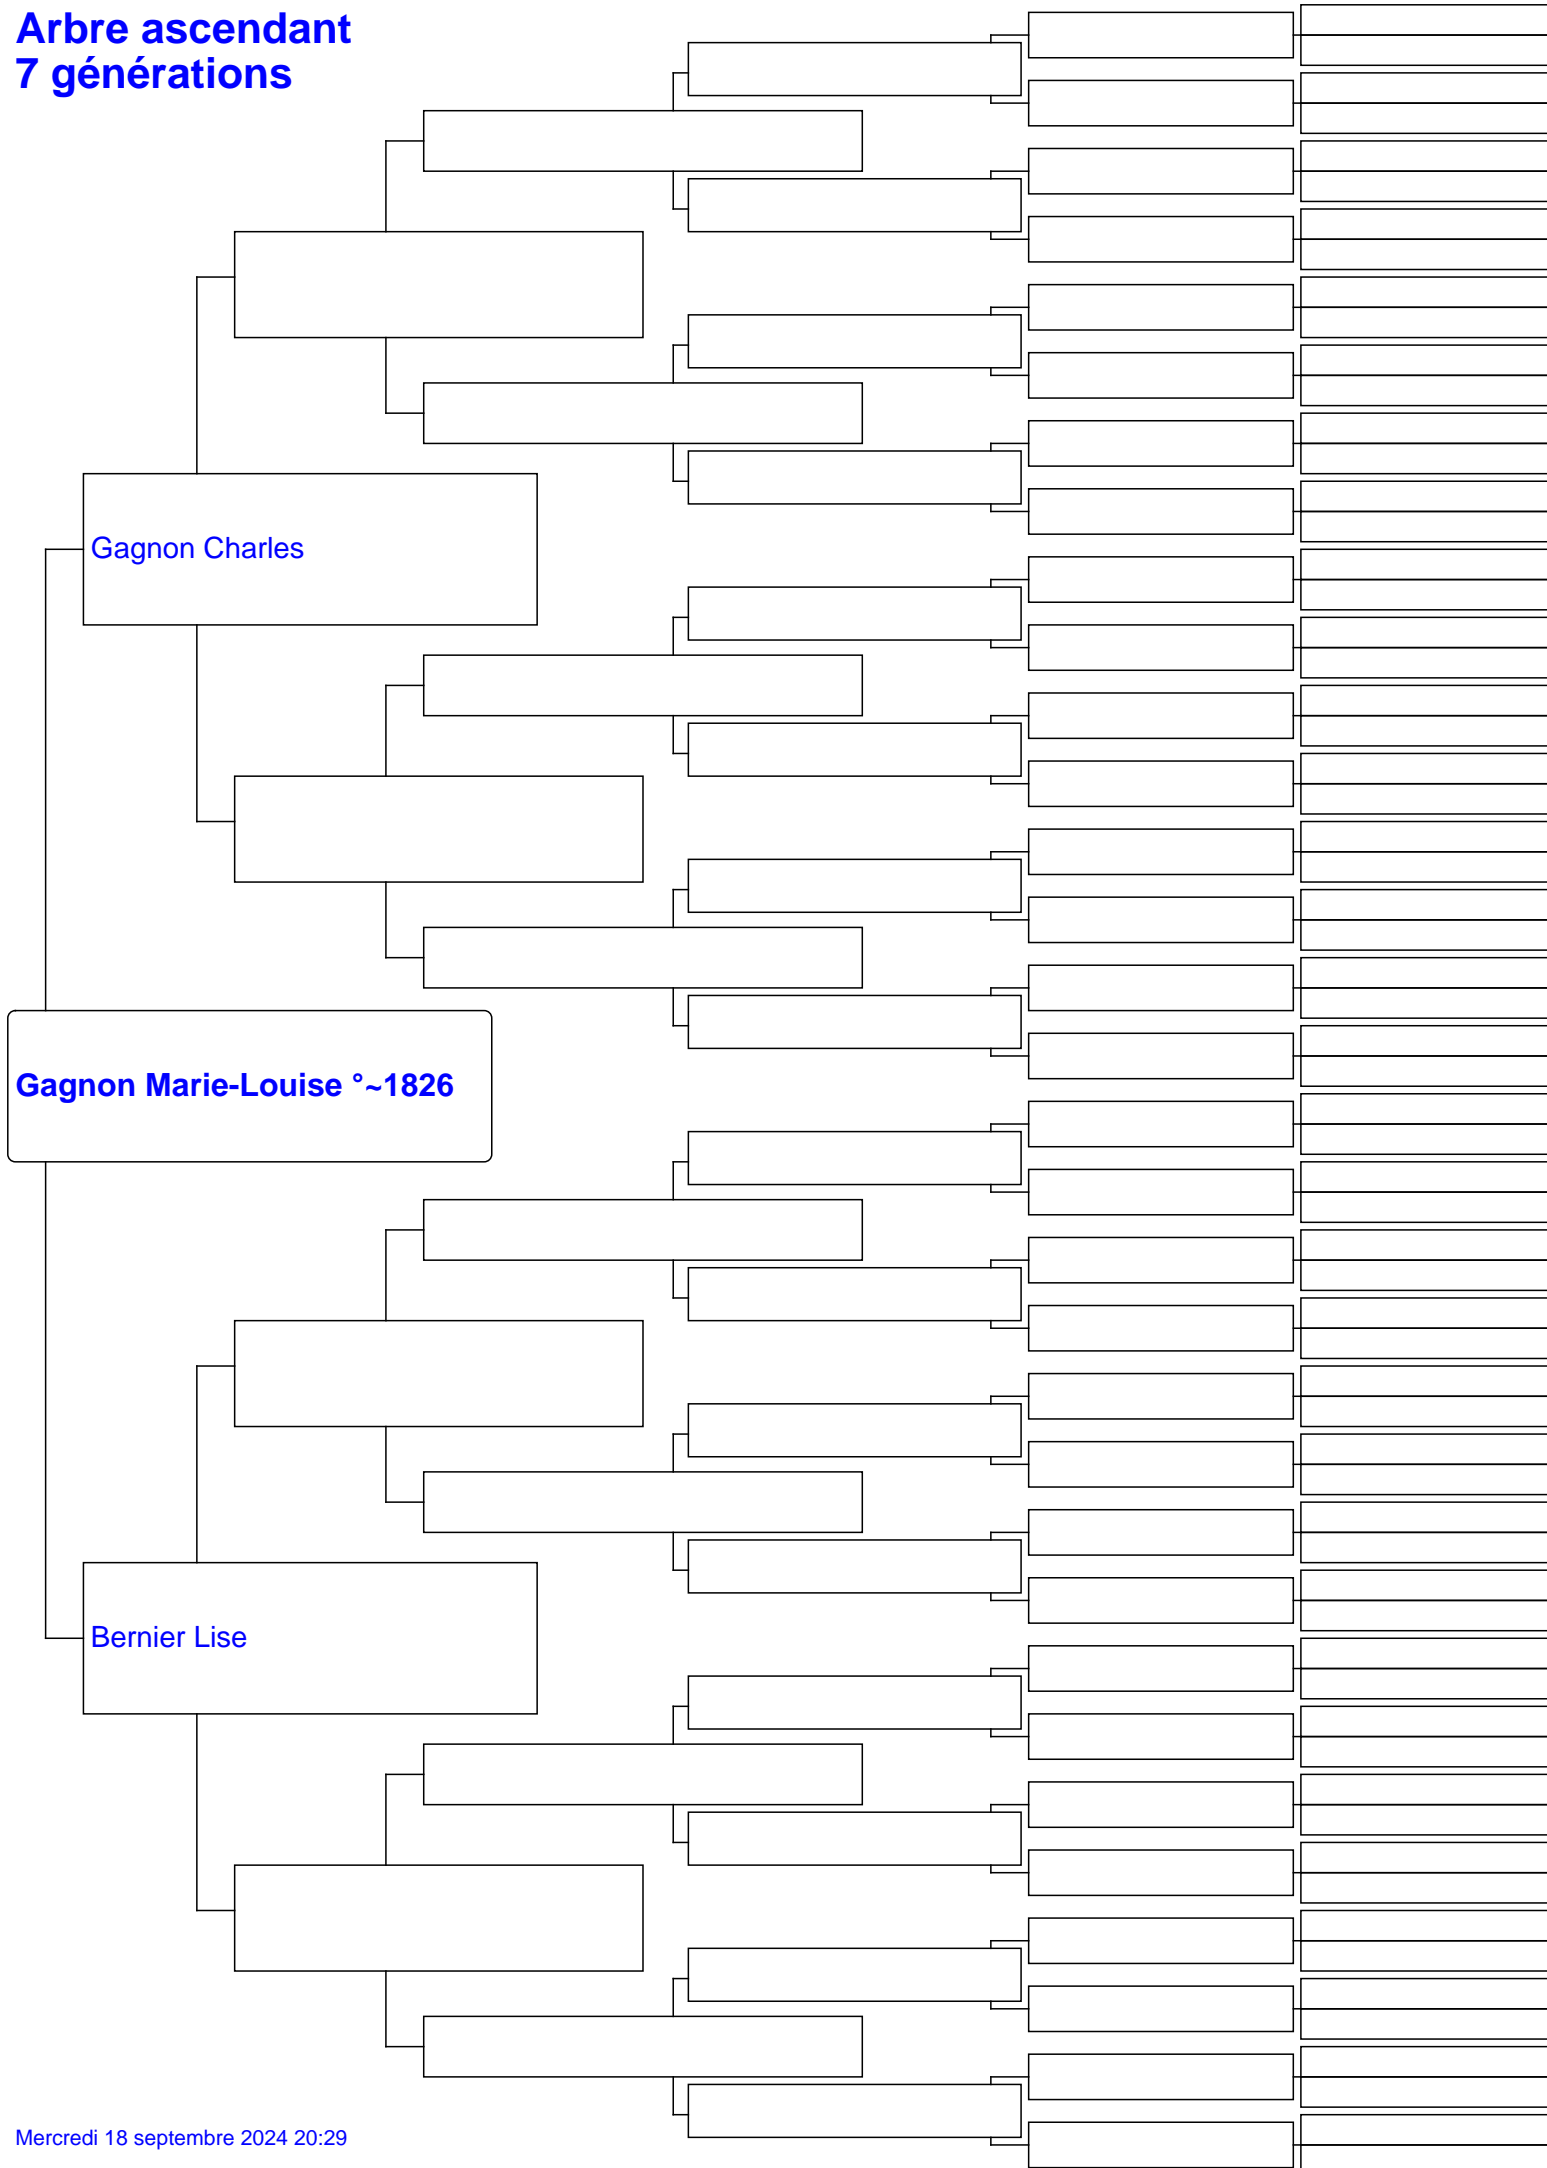 Arbre ascendant
7 générations
Gagnon Charles
Gagnon Marie-Louise °~1826
Bernier Lise
Mercredi 18 septembre 2024 20:29